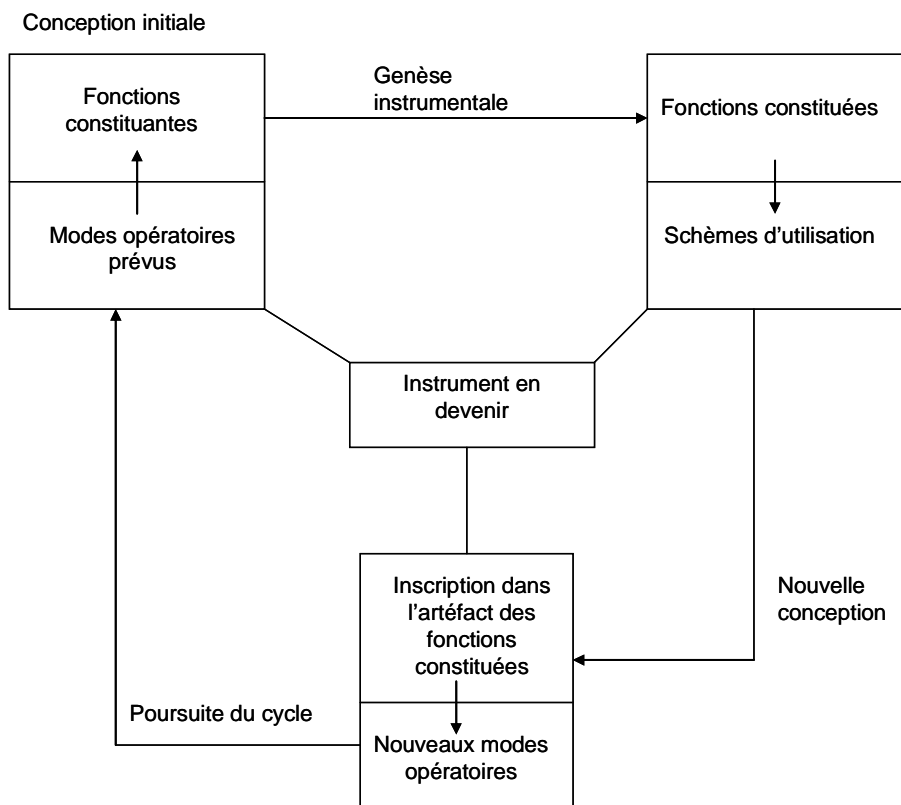 Conception initiale
Fonctions
constituantes
Genèse
instrumentale
Fonctions constituées
Modes opératoires
prévus
Schèmes d'utilisation
Instrument en
devenir
Inscription dans
l'artéfact des
fonctions
constituées
Nouvelle
conception
Poursuite du cycle
Nouveaux modes
opératoires